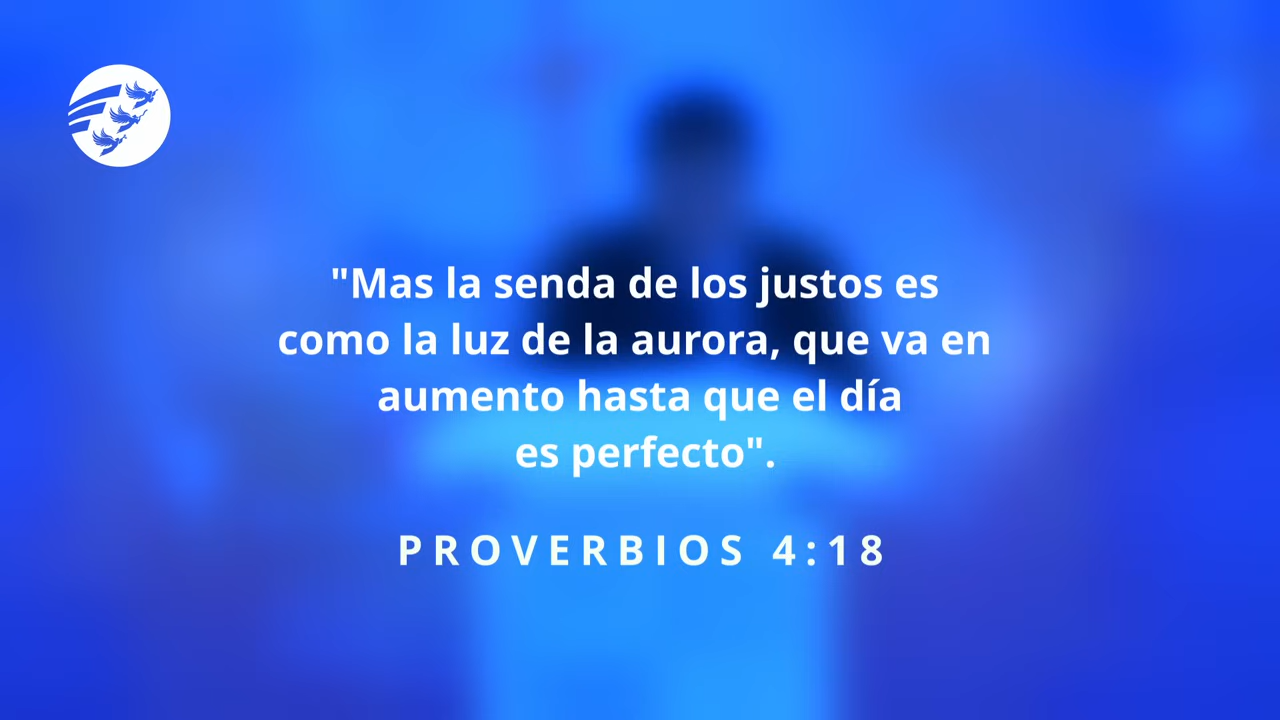 "Mas la senda de los justos es
como la luz de la aurora, que va en
aumento hasta que el día
es perfecto".
PROVERBIOS 4:18